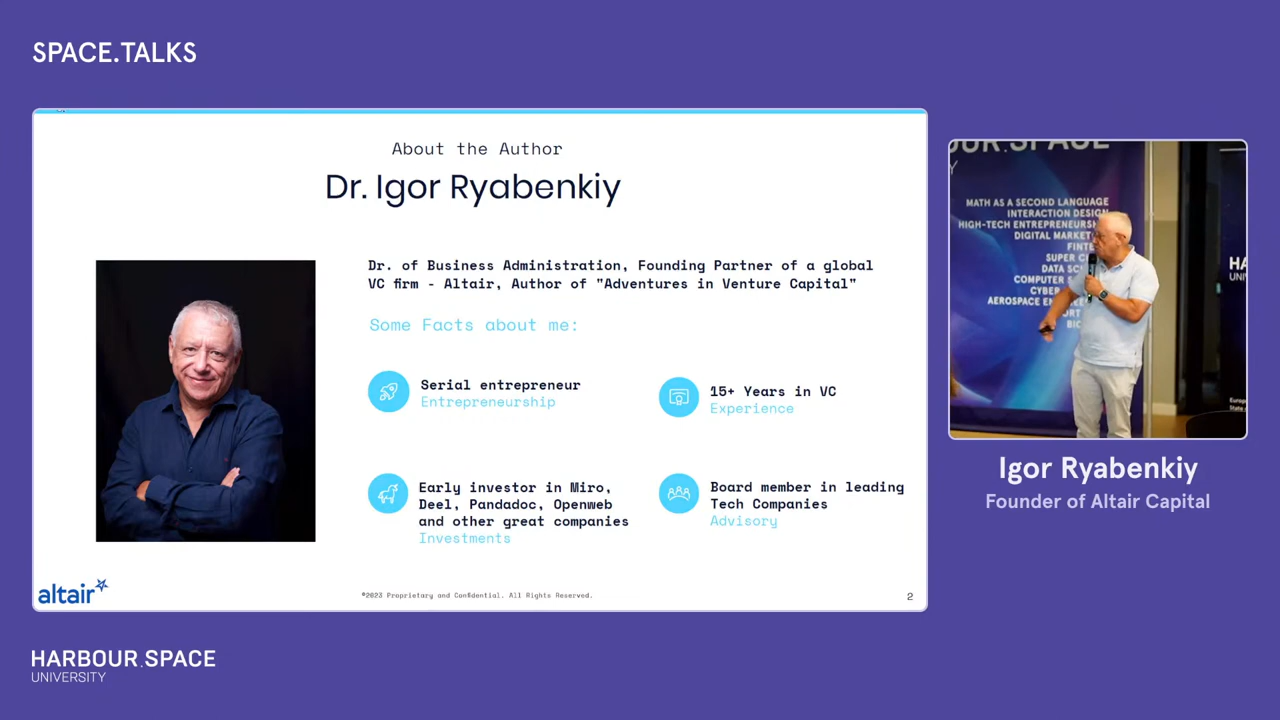 SPACE.TALKS
About the Author
Dr. Igor Ryabenkiy
Dr. of Business Administration, Founding Partner of a global
VC firm - Altair, Author of "Adventures in Venture Capital"
Some Facts about me:
Serial entrepreneur
Entrepreneurship
15+ Years in VC
Experience
Early investor in Miro,
Deel, Pandadoc, Openweb
and other great companies
Investments
Board member in leading
Tech Companies
Advisory
altair
©2023 Proprietary and Confidential. All Rights Reserved.
2
MATH AS A SECOND LANGUAGE
INTERACTION DESIGN
HIGH-TECH ENTREPRENEURS
DIGITAL MARKET
FINTE
SUPER C
DATA SC
COMPUTER S
CYBER
AEROSPACE EN
BIO
Igor Ryabenkiy
Founder of Altair Capital
HARBOUR.SPACE
UNIVERSITY